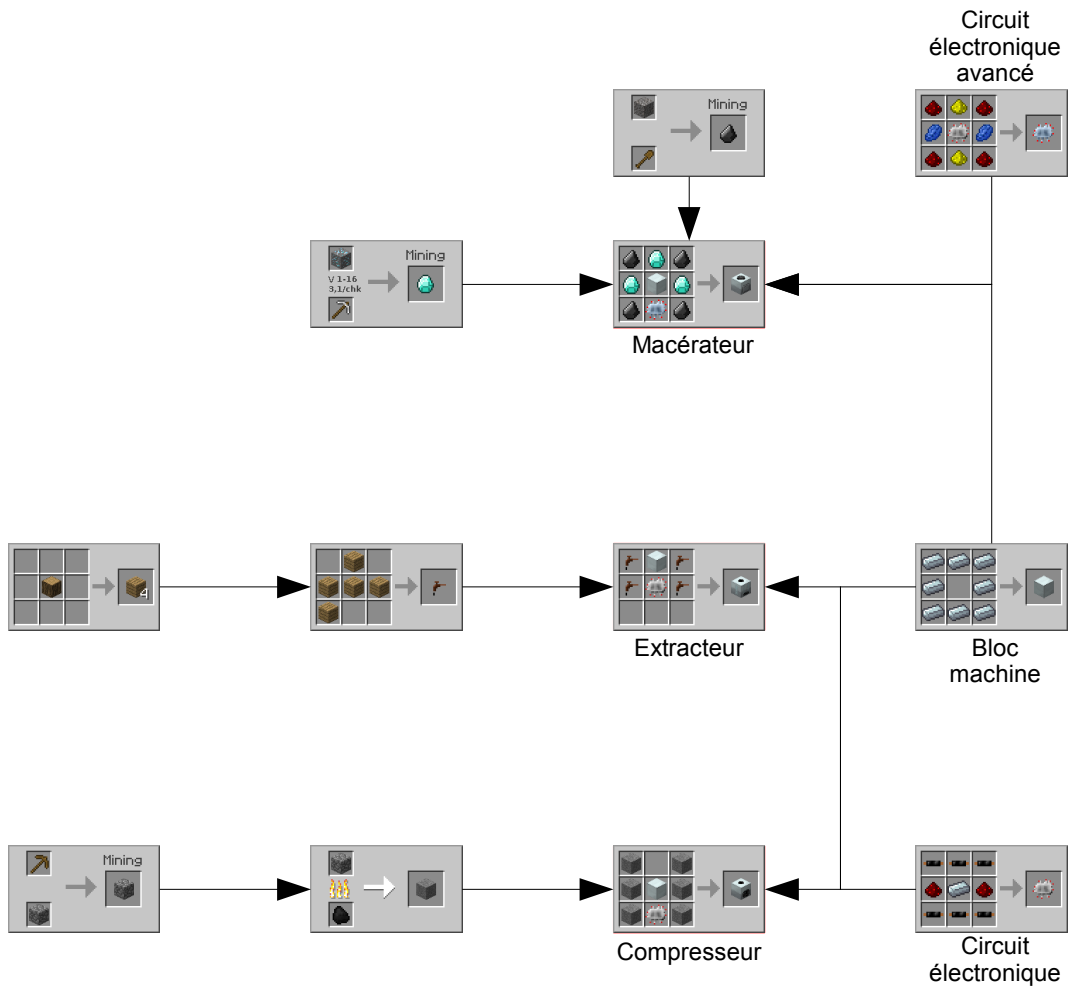 Circuit
électronique
avancé
Mining
Mining
V 1-16
3,1/chk
Macérateur
4
Extracteur
Bloc
machine
Mining
Compresseur
Circuit
électronique